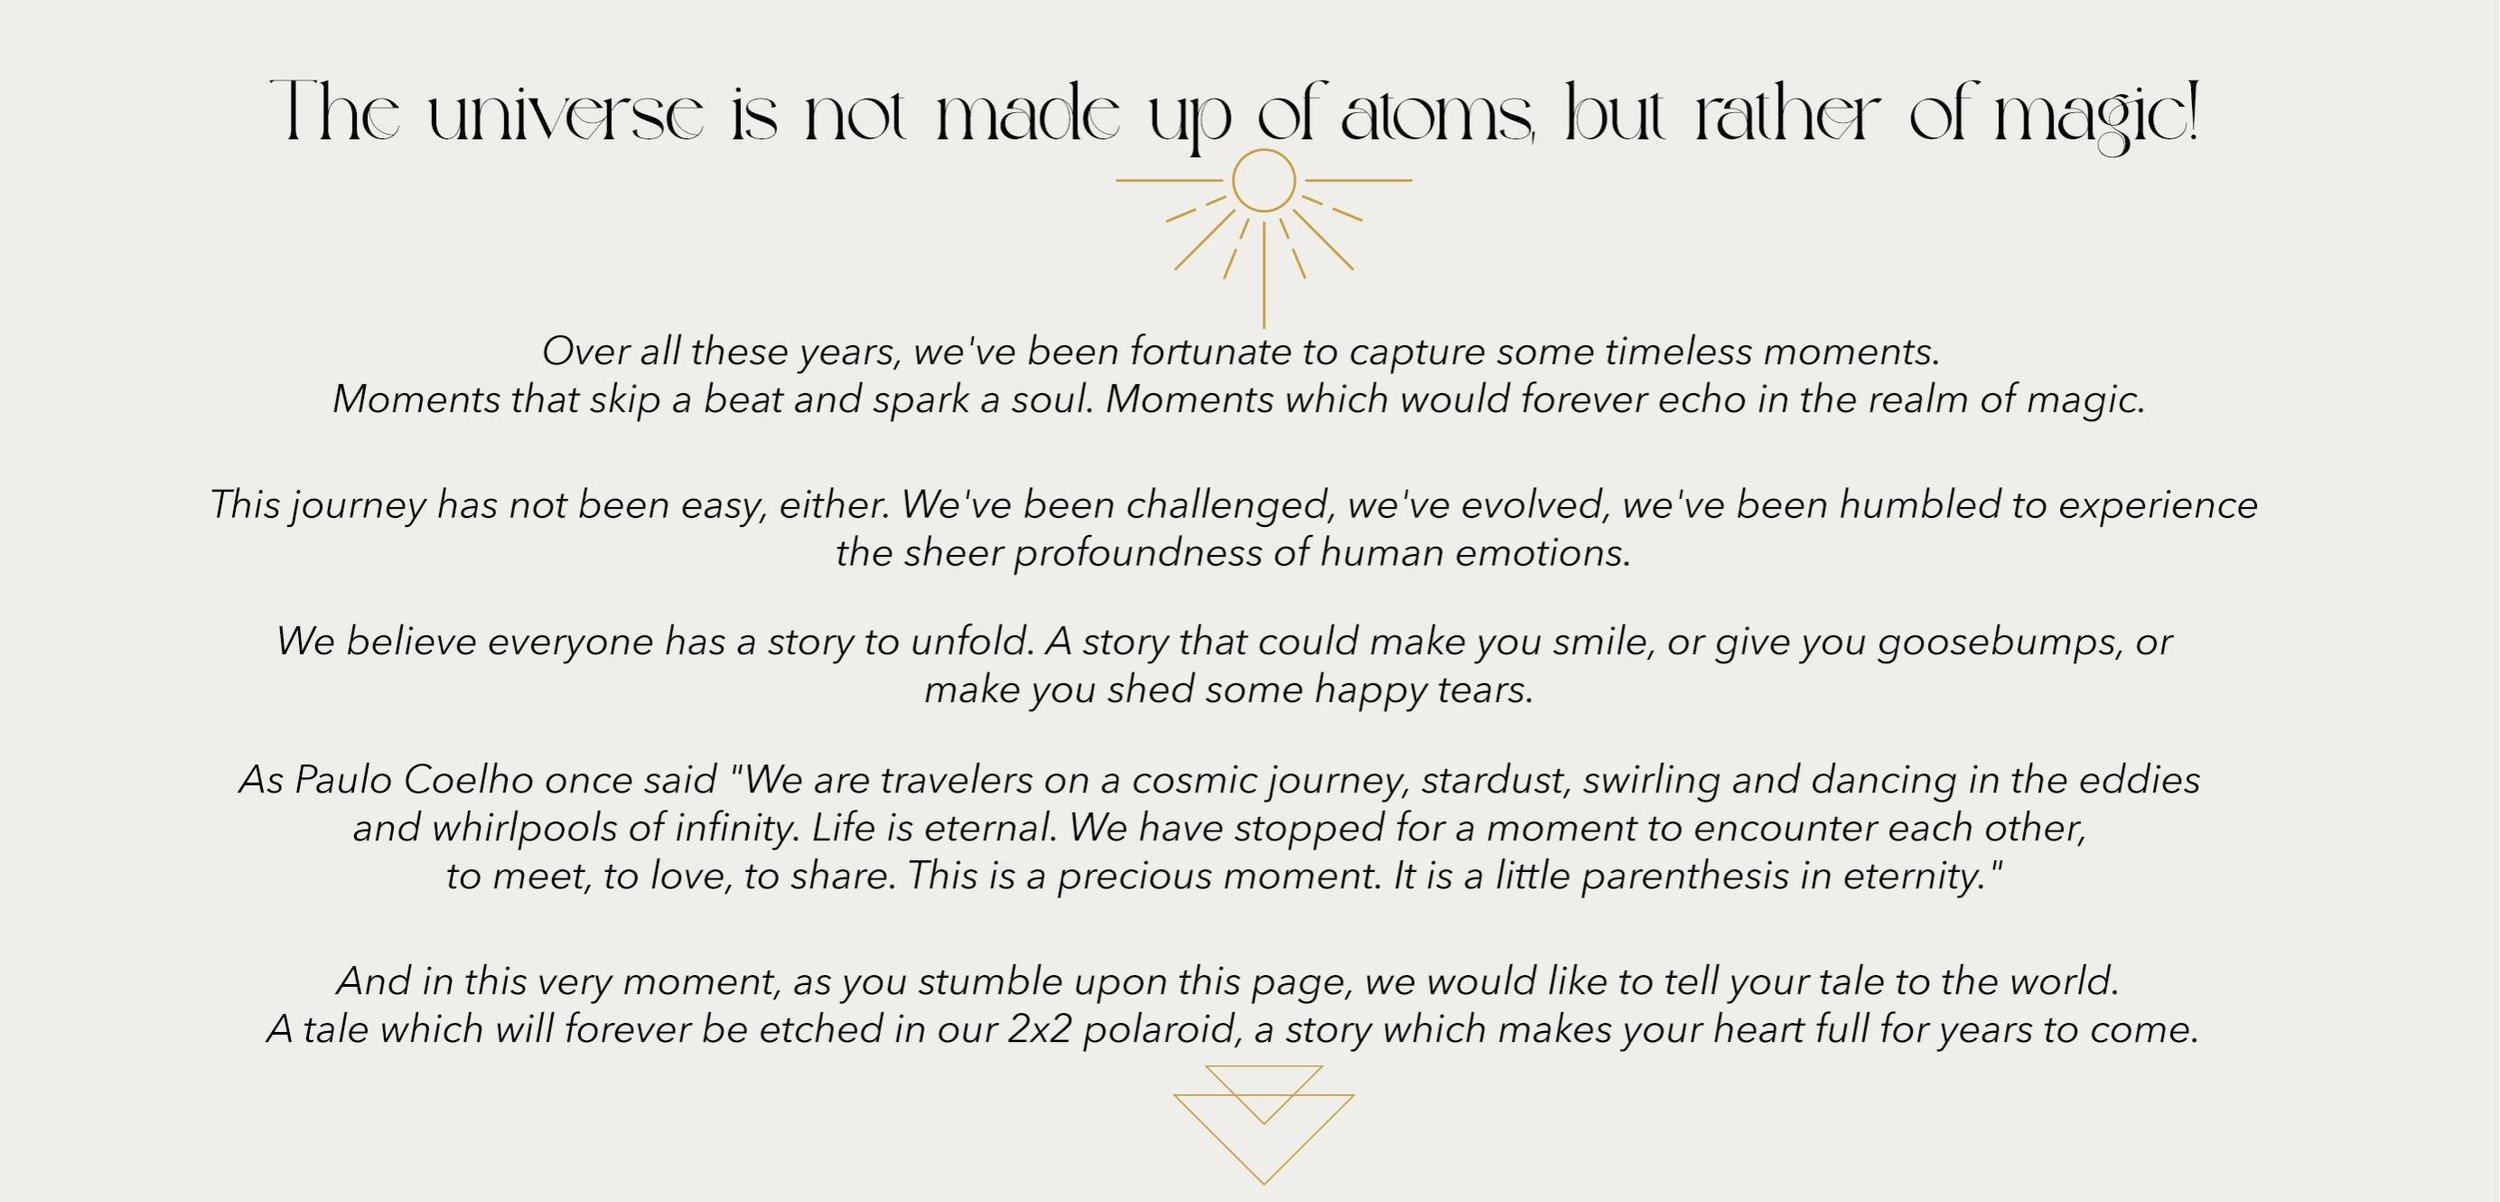 The universe is not made up of atoms, but rather of magic!
Over all these years, we've been fortunate to capture some timeless moments.
Moments that skip a beat and spark a soul. Moments which would forever echo in the realm of magic.
This journey has not been easy, either. We've been challenged, we've evolved, we've been humbled to experience
the sheer profoundness of human emotions.
We believe everyone has a story to unfold. A story that could make you smile, or give you goosebumps, or
make you shed some happy tears.
As Paulo Coelho once said "We are travelers on a cosmic journey, stardust, swirling and dancing in the eddies
and whirlpools of infinity. Life is eternal. We have stopped for a moment to encounter each other,
to meet, to love, to share. This is a precious moment. It is a little parenthesis in eternity."
And in this very moment, as you stumble upon this page, we would like to tell your tale to the world.
A tale which will forever be etched in our 2x2 polaroid, a story which makes your heart full for years to come.